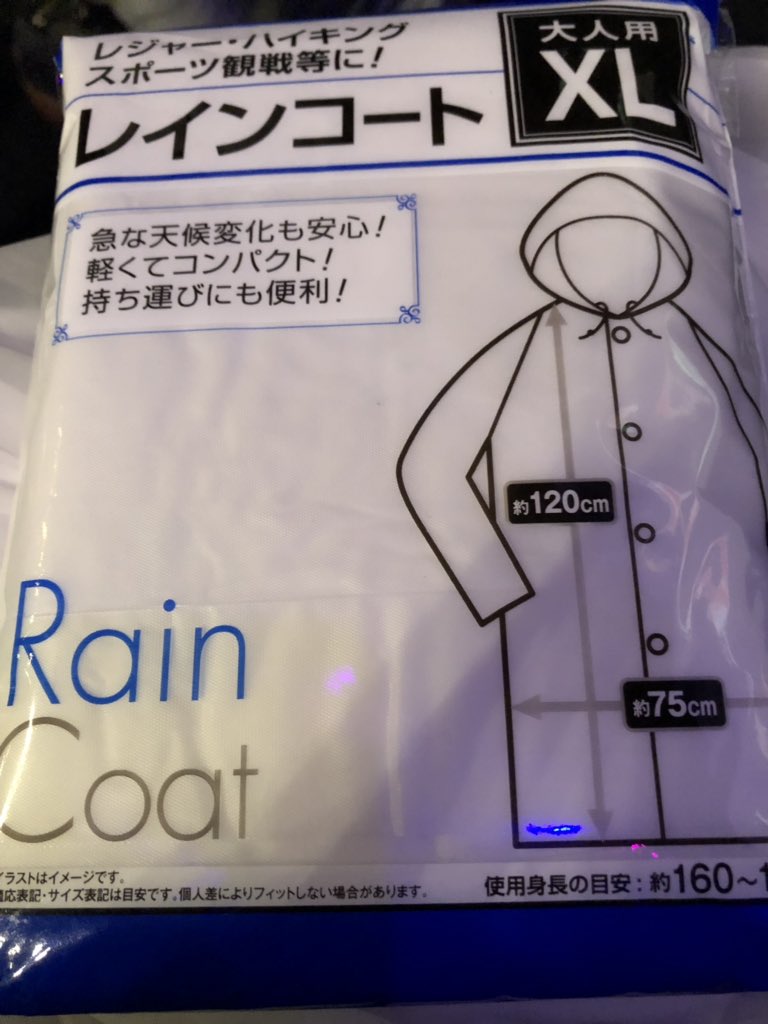 レジャー・ハイキング
スポーツ観戦等に!
大人用
XL
レインコート
急な天候変化も安心!
軽くてコンパクト!
持ち運びにも便利!
約120cm
約75cm
Rain
Coat
イラストはイメージです。
適応表記・サイズ表記は目安です。個人差によりフィットしない場合があります。
使用身長の目安:約160〜1